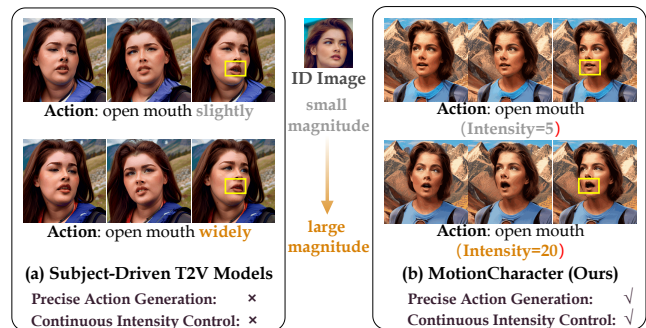 Action: open mouth slightly
Action: open mouth widely
(a) Subject-Driven T2V Models
Precise Action Generation: ×
Continuous Intensity Control: ×
ID Image
small
magnitude
large
magnitude
Action: open mouth
(Intensity=5)
Action: open mouth
(Intensity=20)
(b) MotionCharacter (Ours)
Precise Action Generation: √
Continuous Intensity Control: √